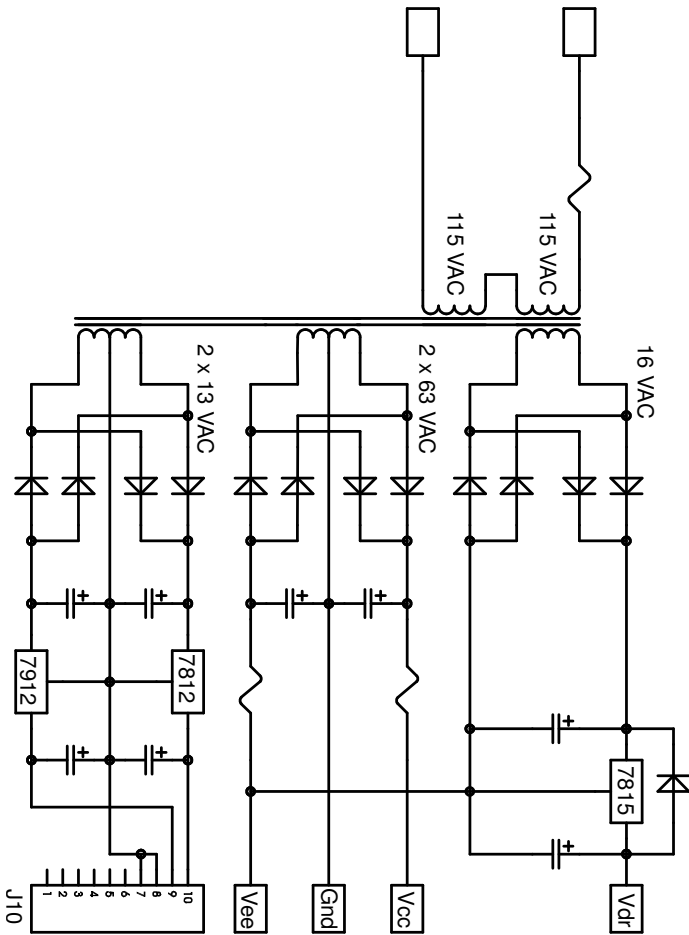 115 VAC
115 VAC
16 VAC
2 x 63 VAC
2 x 13 VAC
7815
7812
7912
+
+
+
+
+
+
+
+
Vdr
Vcc
Gnd
Vee
10
9
8
7
6
5
4
3
2
1
J10